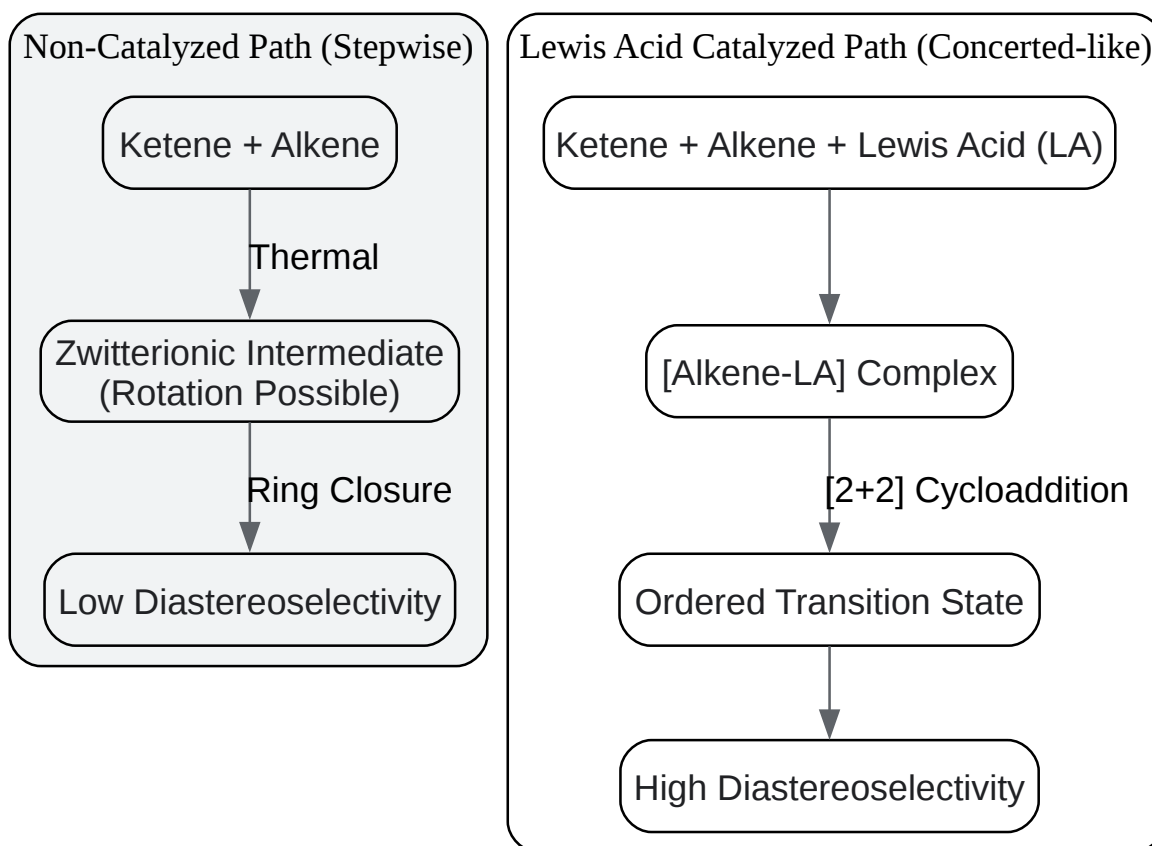 Non-Catalyzed Path (Stepwise)
Ketene + Alkene
Thermal
Zwitterionic Intermediate
(Rotation Possible)
Ring Closure
Low Diastereoselectivity
Lewis Acid Catalyzed Path (Concerted-like)
Ketene + Alkene + Lewis Acid (LA)
[Alkene-LA] Complex
[2+2] Cycloaddition
Ordered Transition State
High Diastereoselectivity